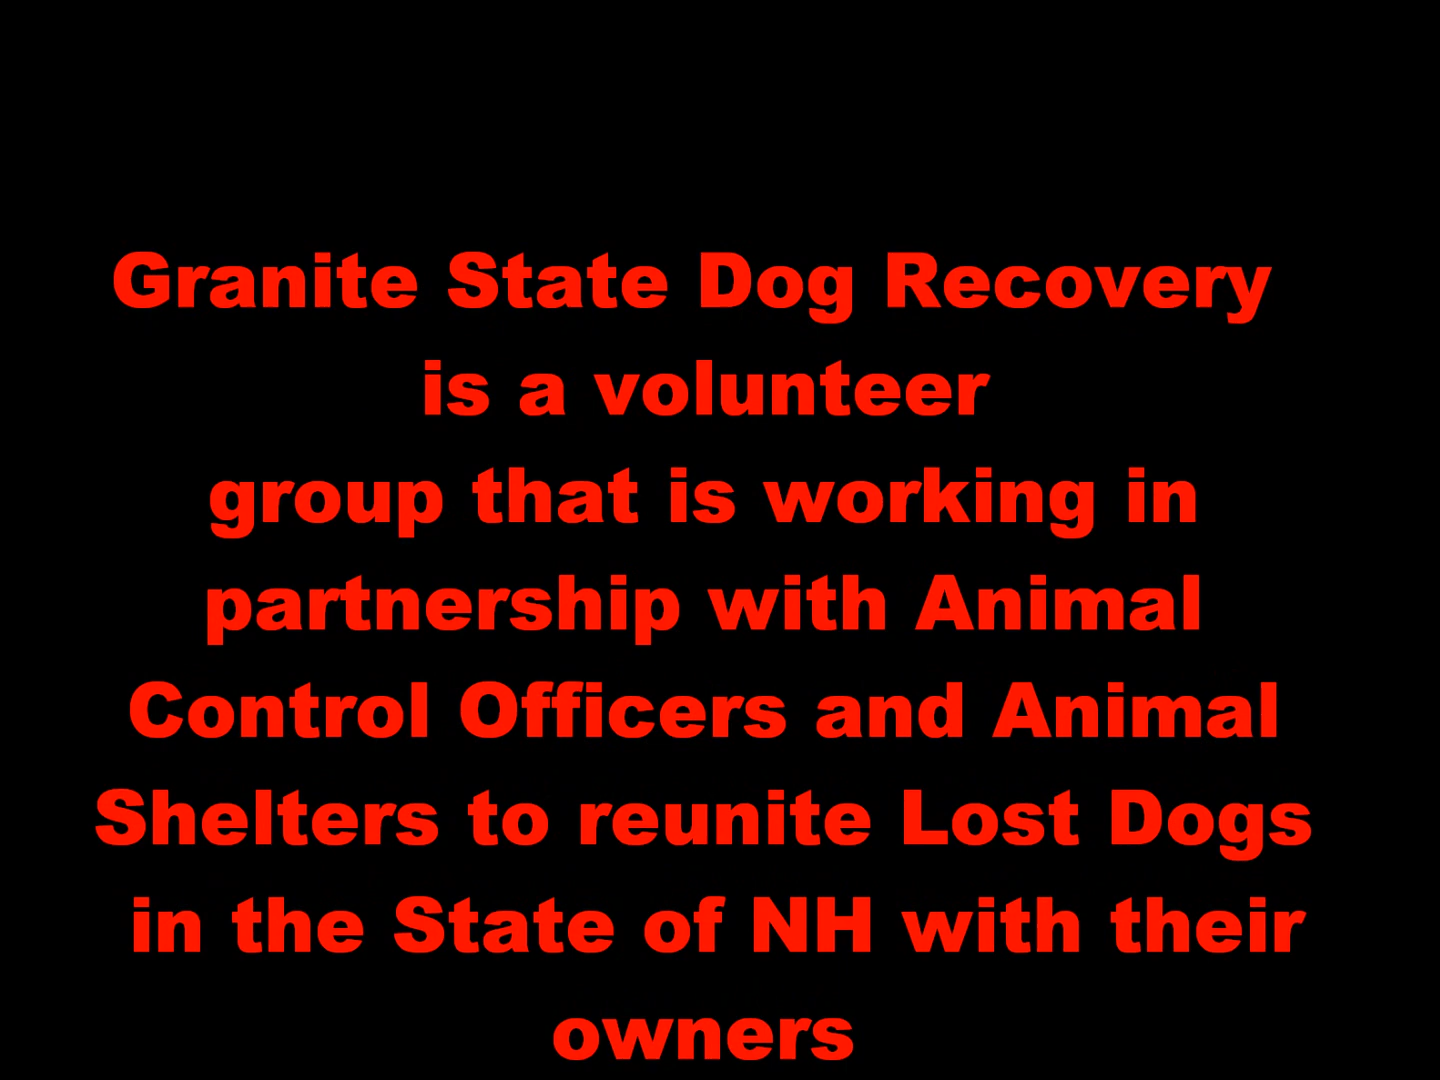 Granite State Dog Recovery
is a volunteer
group that is working in
partnership with Animal
Control Officers and Animal
Shelters to reunite Lost Dogs
in the State of NH with their
owners